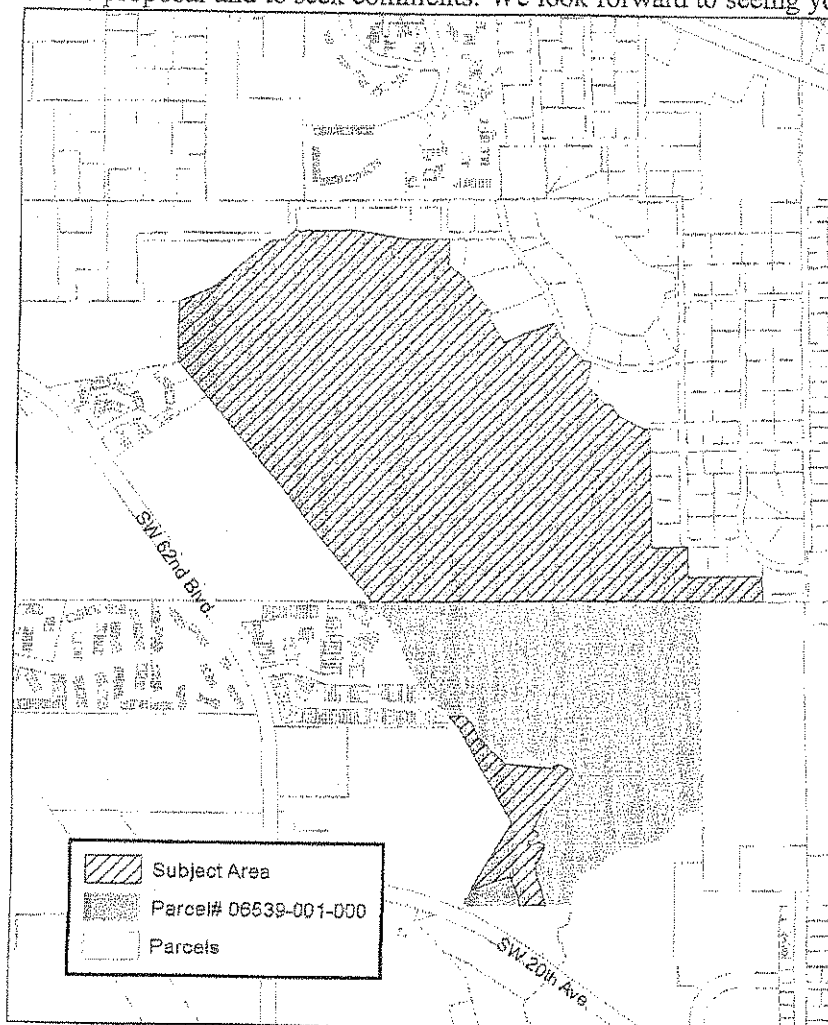 proposal and to seek comments. We look forward to seeing yo
SW 62nd Blvd.
Subject Area
Parcel# 06539-001-000
Parcels
SW 20th Ave.